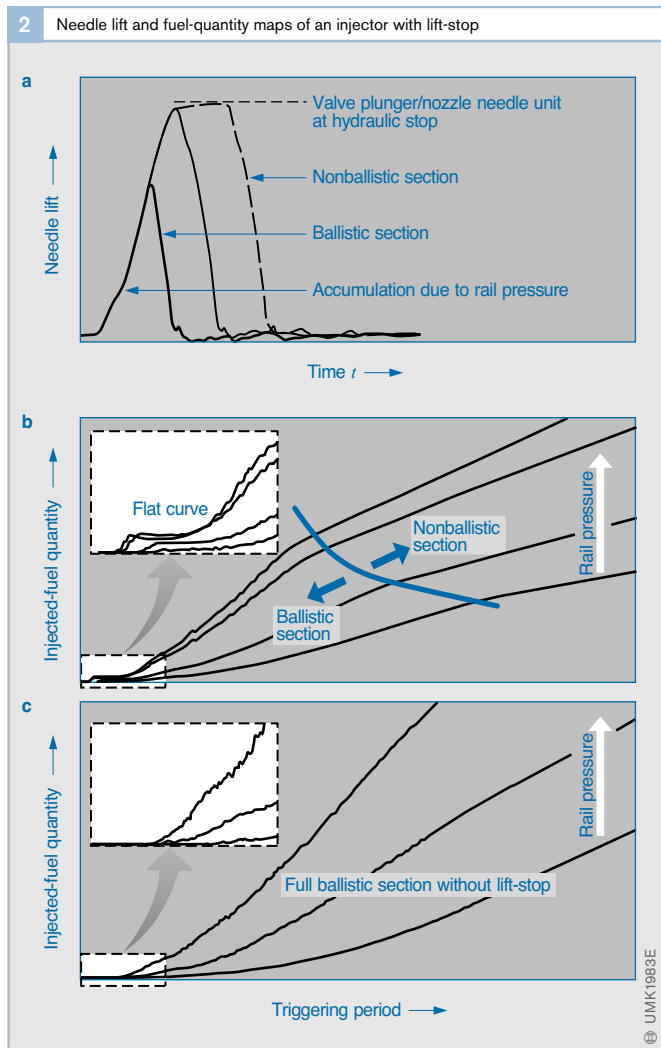 2 Needle lift and fuel-quantity maps of an injector with lift-stop
a
Needle lift
Valve plunger/nozzle needle unit
at hydraulic stop
Nonballistic section
Ballistic section
Accumulation due to rail pressure
Time t
b
Injected-fuel quantity
Flat curve
Nonballistic
section
Ballistic
section
Rail pressure
c
Injected-fuel quantity
Full ballistic section without lift-stop
Rail pressure
Triggering period
© UMK1983E